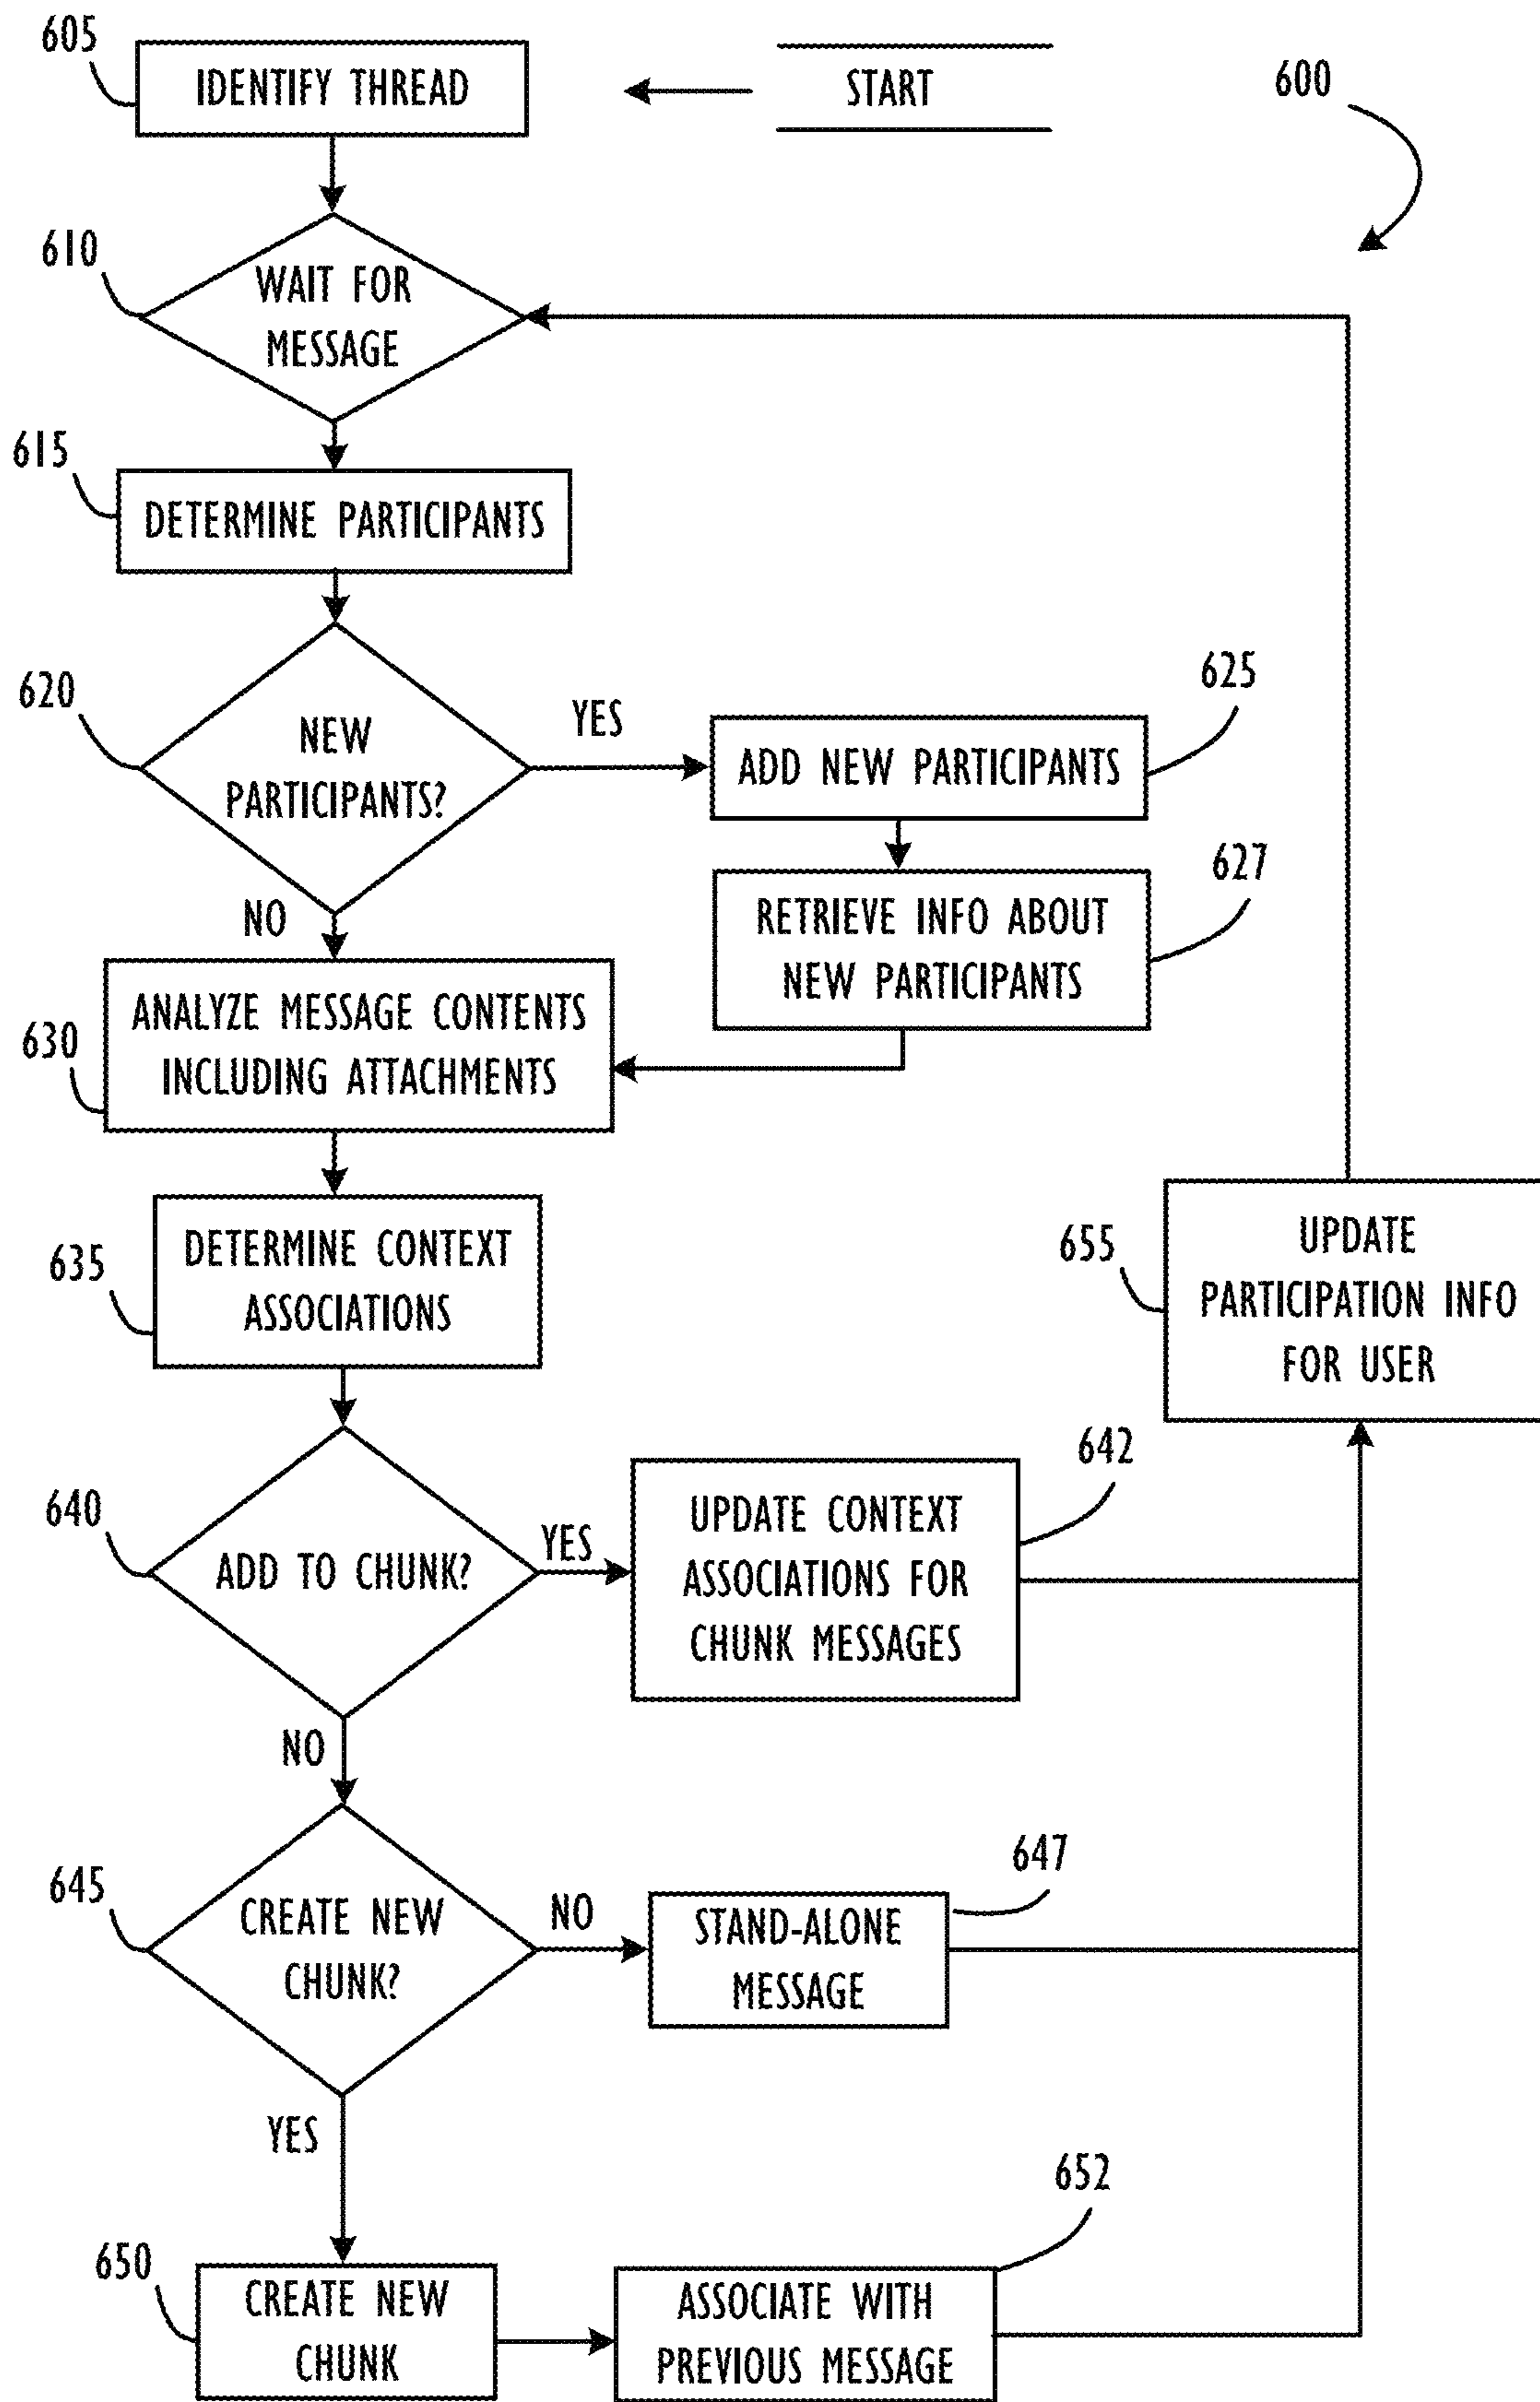 605
IDENTIFY THREAD
START
600
610
WAIT FOR
MESSAGE
615
DETERMINE PARTICIPANTS
620
NEW
PARTICIPANTS?
YES
625
ADD NEW PARTICIPANTS
627
RETRIEVE INFO ABOUT
NEW PARTICIPANTS
NO
630
ANALYZE MESSAGE CONTENTS
INCLUDING ATTACHMENTS
635
DETERMINE CONTEXT
ASSOCIATIONS
655
UPDATE
PARTICIPATION INFO
FOR USER
640
ADD TO CHUNK?
YES
642
UPDATE CONTEXT
ASSOCIATIONS FOR
CHUNK MESSAGES
NO
645
CREATE NEW
CHUNK?
NO
647
STAND-ALONE
MESSAGE
YES
650
CREATE NEW
CHUNK
652
ASSOCIATE WITH
PREVIOUS MESSAGE